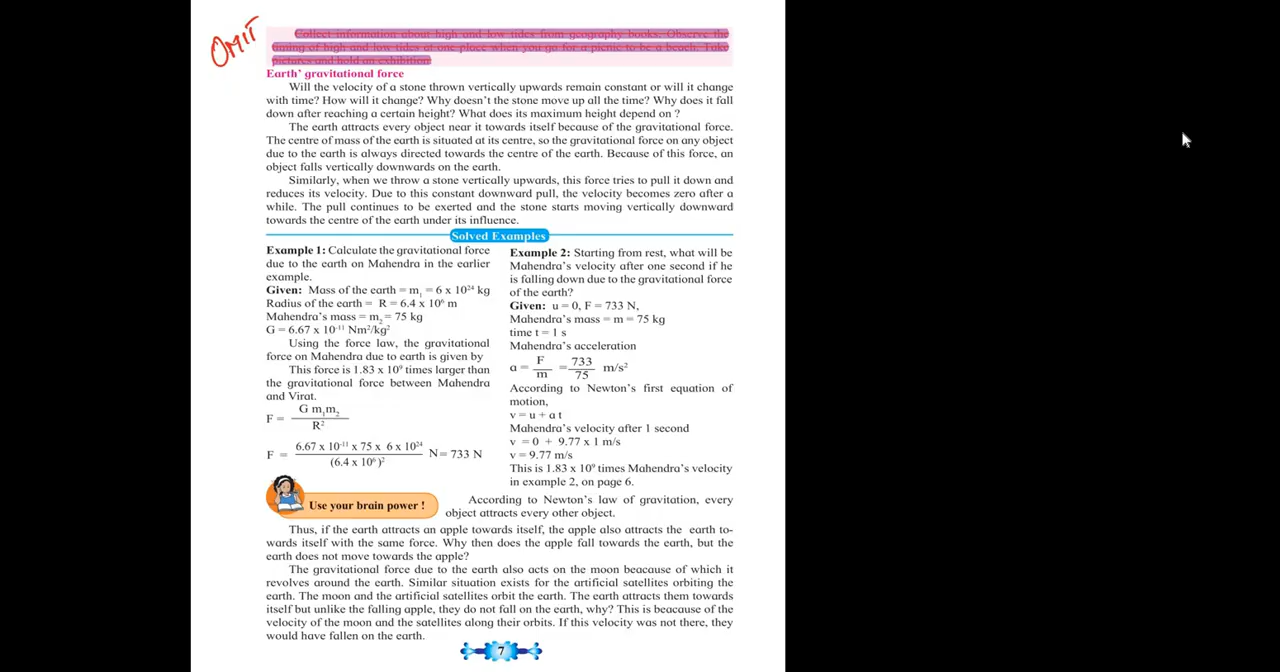 OMIT
Collect information about high and low tides from geography books. Observe the
timing of high and low tides at one place when you go for a picnic to be a beach. Take
pictures and hold an exhibition.
Earth' gravitational force
Will the velocity of a stone thrown vertically upwards remain constant or will it change
with time? How will it change? Why doesn't the stone move up all the time? Why does it fall
down after reaching a certain height? What does its maximum height depend on ?
The earth attracts every object near it towards itself because of the gravitational force.
The centre of mass of the earth is situated at its centre, so the gravitational force on any object
due to the earth is always directed towards the centre of the earth. Because of this force, an
object falls vertically downwards on the earth.
Similarly, when we throw a stone vertically upwards, this force tries to pull it down and
reduces its velocity. Due to this constant downward pull, the velocity becomes zero after a
while. The pull continues to be exerted and the stone starts moving vertically downward
towards the centre of the earth under its influence.
Solved Examples
Example 1: Calculate the gravitational force
due to the earth on Mahendra in the earlier
example.
Given: Mass of the earth = m₁ = 6 x 10²⁴ kg
Radius of the earth = R = 6.4 x 10⁶ m
Mahendra's mass = m₂ = 75 kg
G = 6.67 x 10⁻¹¹ Nm²/kg²
Using the force law, the gravitational
force on Mahendra due to earth is given by
This force is 1.83 x 10⁹ times larger than
the gravitational force between Mahendra
and Virat.
F = G m₁m₂ / R²
F = 6.67 x 10⁻¹¹ x 75 x 6 x 10²⁴ / (6.4 x 10⁶ )² N = 733 N
Example 2: Starting from rest, what will be
Mahendra's velocity after one second if he
is falling down due to the gravitational force
of the earth?
Given: u = 0, F = 733 N,
Mahendra's mass = m = 75 kg
time t = 1 s
Mahendra's acceleration
a = F / m = 733 / 75 m/s²
According to Newton's first equation of
motion,
v = u + a t
Mahendra's velocity after 1 second
v = 0 + 9.77 x 1 m/s
v = 9.77 m/s
This is 1.83 x 10⁹ times Mahendra's velocity
in example 2, on page 6.
Use your brain power !
According to Newton's law of gravitation, every
object attracts every other object.
Thus, if the earth attracts an apple towards itself, the apple also attracts the earth to-
wards itself with the same force. Why then does the apple fall towards the earth, but the
earth does not move towards the apple?
The gravitational force due to the earth also acts on the moon beacause of which it
revolves around the earth. Similar situation exists for the artificial satellites orbiting the
earth. The moon and the artificial satellites orbit the earth. The earth attracts them towards
itself but unlike the falling apple, they do not fall on the earth, why? This is beacause of the
velocity of the moon and the satellites along their orbits. If this velocity was not there, they
would have fallen on the earth.
7